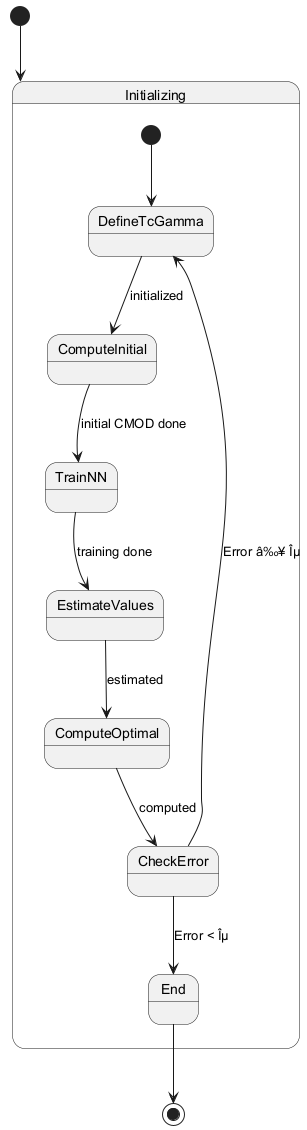 Initializing
DefineTcGamma
initialized
ComputeInitial
initial CMOD done
TrainNN
training done
EstimateValues
Error â‰¥ Îµ
estimated
ComputeOptimal
computed
CheckError
Error < Îµ
End